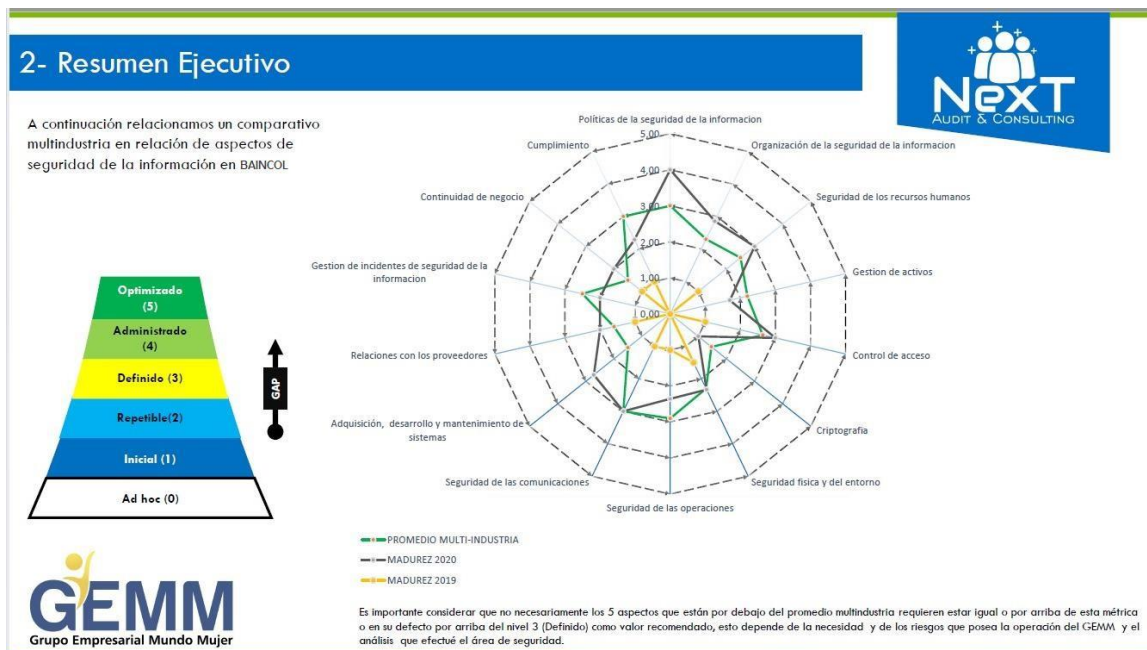 2- Resumen Ejecutivo
NexT
AUDIT & CONSULTING
A continuación relacionamos un comparativo
multindustria en relación de aspectos de
seguridad de la información en BAINCOL
Políticas de la seguridad de la informacion
Organización de la seguridad de la informacion
Seguridad de los recursos humanos
Gestion de activos
Control de acceso
Criptografia
Seguridad fisica y del entorno
Seguridad de las operaciones
Seguridad de las comunicaciones
Adquisición, desarrollo y mantenimiento de
sistemas
Relaciones con los proveedores
Gestion de incidentes de seguridad de la
informacion
Continuidad de negocio
Cumplimiento
5,00
4,00
3,00
2,00
1,00
0,00
Optimizado
(5)
Administrado
(4)
Definido (3)
Repetible(2)
Inicial (1)
Ad hoc (0)
GAP
PROMEDIO MULTI-INDUSTRIA
MADUREZ 2020
MADUREZ 2019
GEMM
Grupo Empresarial Mundo Mujer
Es importante considerar que no necesariamente los 5 aspectos que están por debajo del promedio multindustria requieren estar igual o por arriba de esta métrica
o en su defecto por arriba del nivel 3 (Definido) como valor recomendado, esto depende de la necesidad y de los riesgos que posea la operación del GEMM y el
análisis que efectué el área de seguridad.